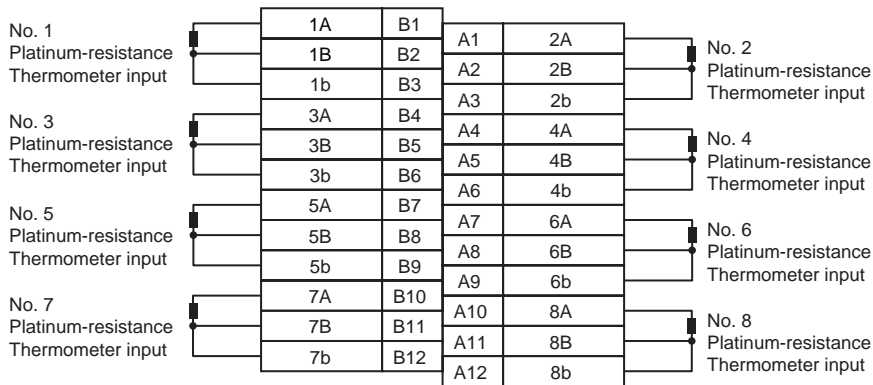 No. 1
Platinum-resistance
Thermometer input
No. 3
Platinum-resistance
Thermometer input
No. 5
Platinum-resistance
Thermometer input
No. 7
Platinum-resistance
Thermometer input
1A B1
1B B2
1b B3
3A B4
3B B5
3b B6
5A B7
5B B8
5b B9
7A B10
7B B11
7b B12
A1 2A
A2 2B
A3 2b
A4 4A
A5 4B
A6 4b
A7 6A
A8 6B
A9 6b
A10 8A
A11 8B
A12 8b
No. 2
Platinum-resistance
Thermometer input
No. 4
Platinum-resistance
Thermometer input
No. 6
Platinum-resistance
Thermometer input
No. 8
Platinum-resistance
Thermometer input